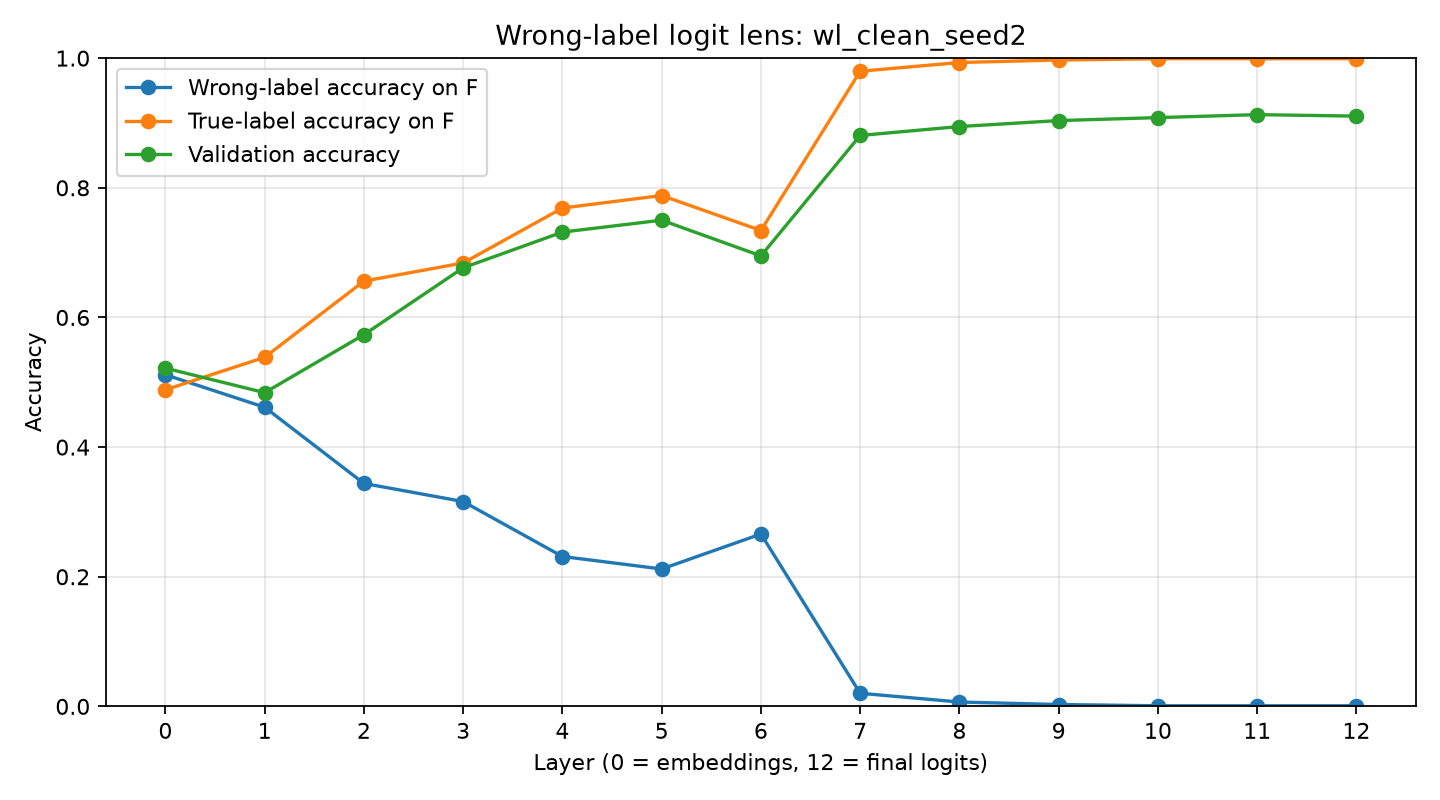 Wrong-label logit lens: wl_clean_seed2
1.0
0.8
0.6
0.4
0.2
0.0
Accuracy
Wrong-label accuracy on F
True-label accuracy on F
Validation accuracy
0 1 2 3 4 5 6 7 8 9 10 11 12
Layer (0 = embeddings, 12 = final logits)